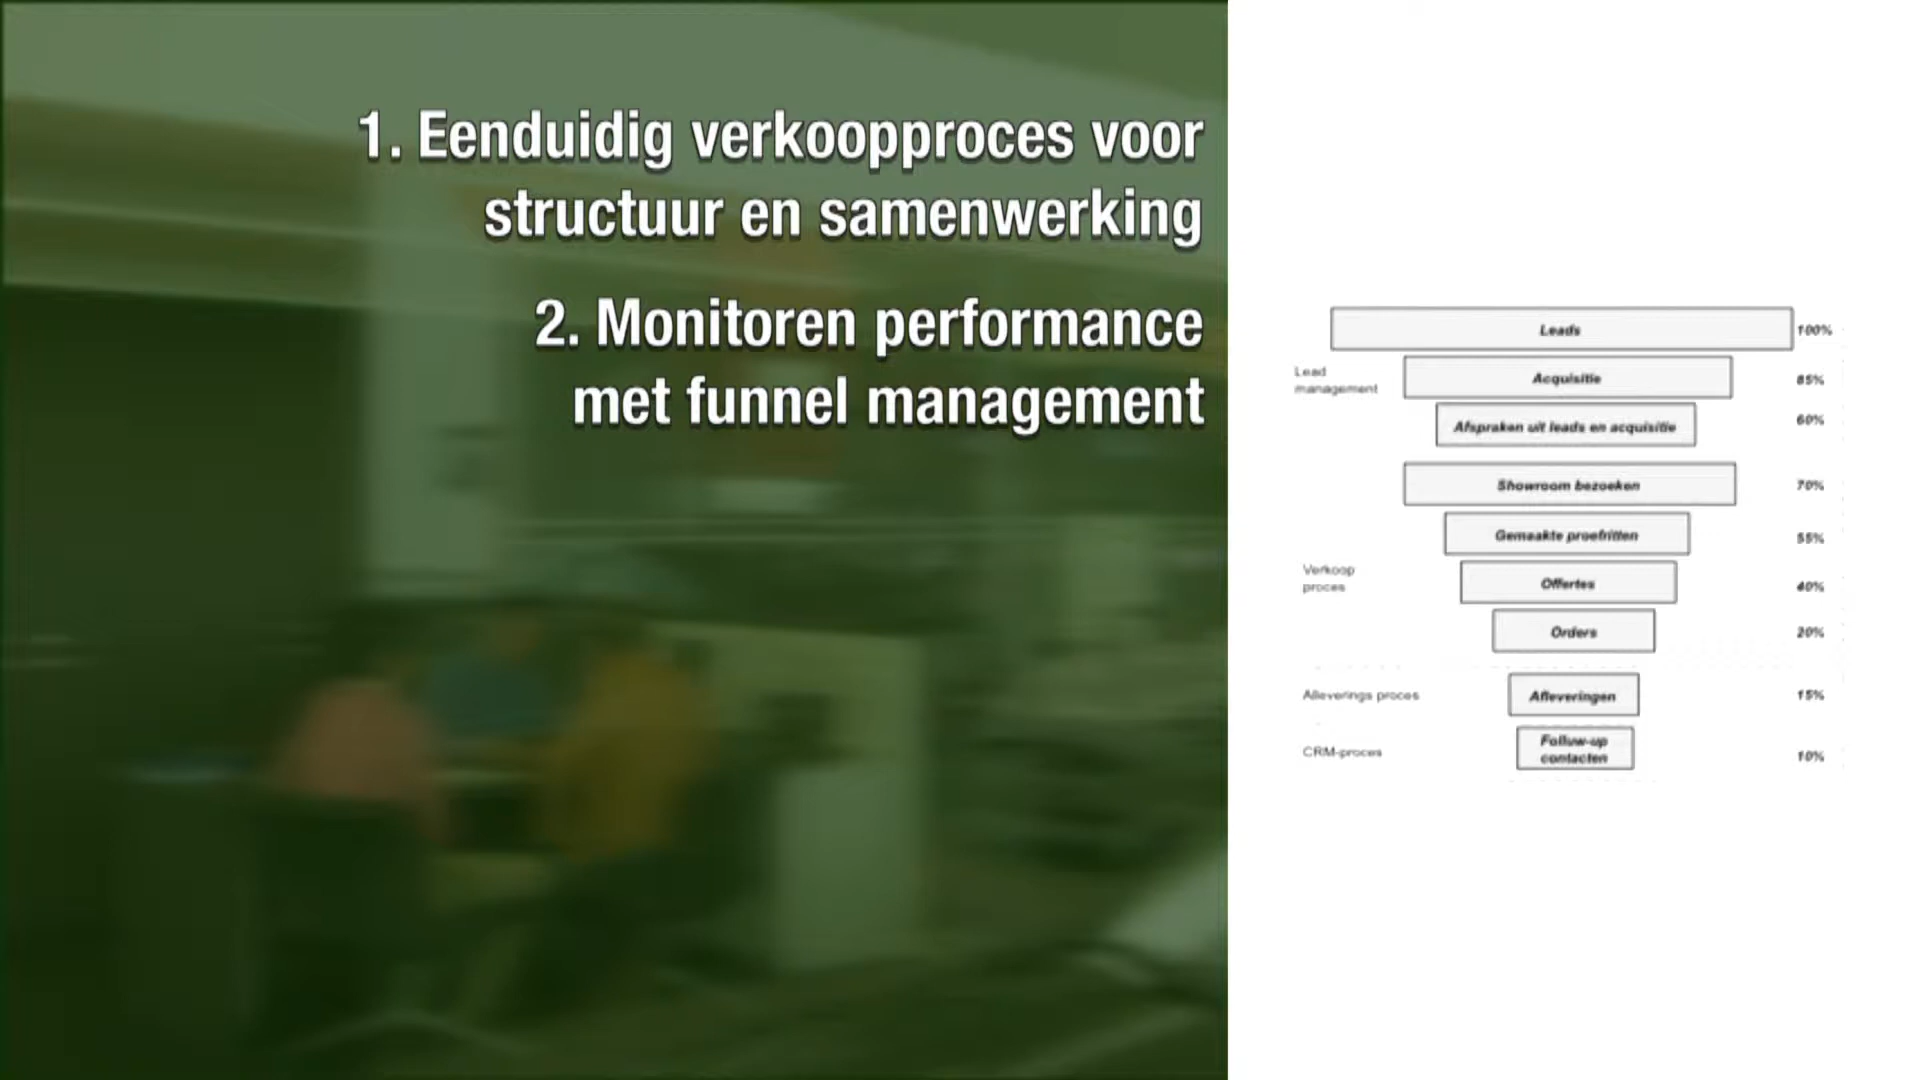 1. Eenduidig verkoopproces voor
structuur en samenwerking
2. Monitoren performance
met funnel management
Leads 100%
Lead
management
Acquisitie 85%
Afspraken uit leads en acquisitie 60%
Showroom bezoeken 70%
Gemaakte proefritten 55%
Verkoop
proces
Offertes 40%
Orders 20%
Afleverings proces Afleveringen 15%
CRM-proces
Follow-up
contacten
10%